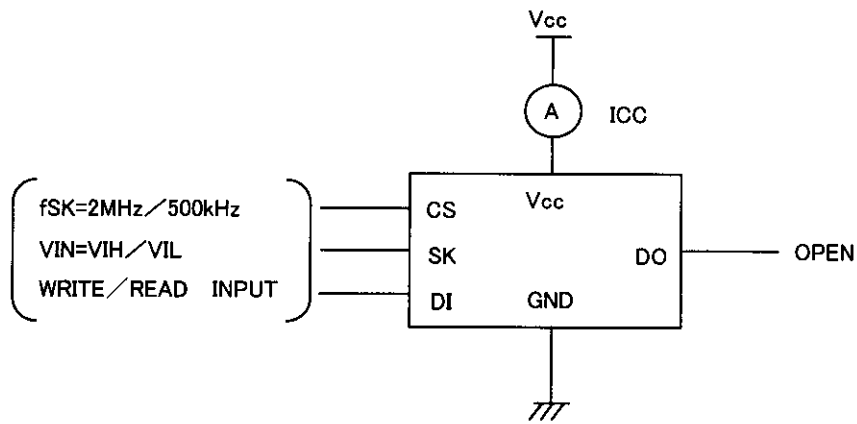 Vcc
A
ICC
fSK=2MHz／500kHz
VIN=VIH／VIL
WRITE／READ INPUT
CS
SK
DI
Vcc
GND
DO
OPEN